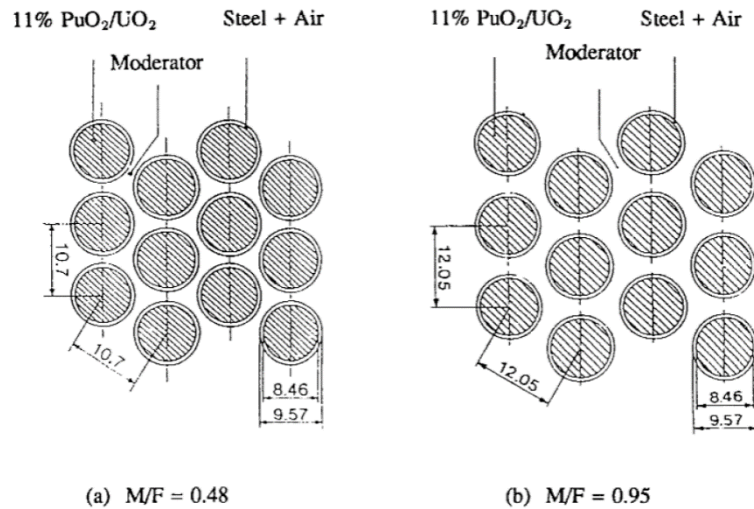 11% PuO₂/UO₂ Steel + Air
Moderator
10.7
10.7
8.46
9.57
(a) M/F = 0.48
11% PuO₂/UO₂ Steel + Air
Moderator
12.05
12.05
8.46
9.57
(b) M/F = 0.95